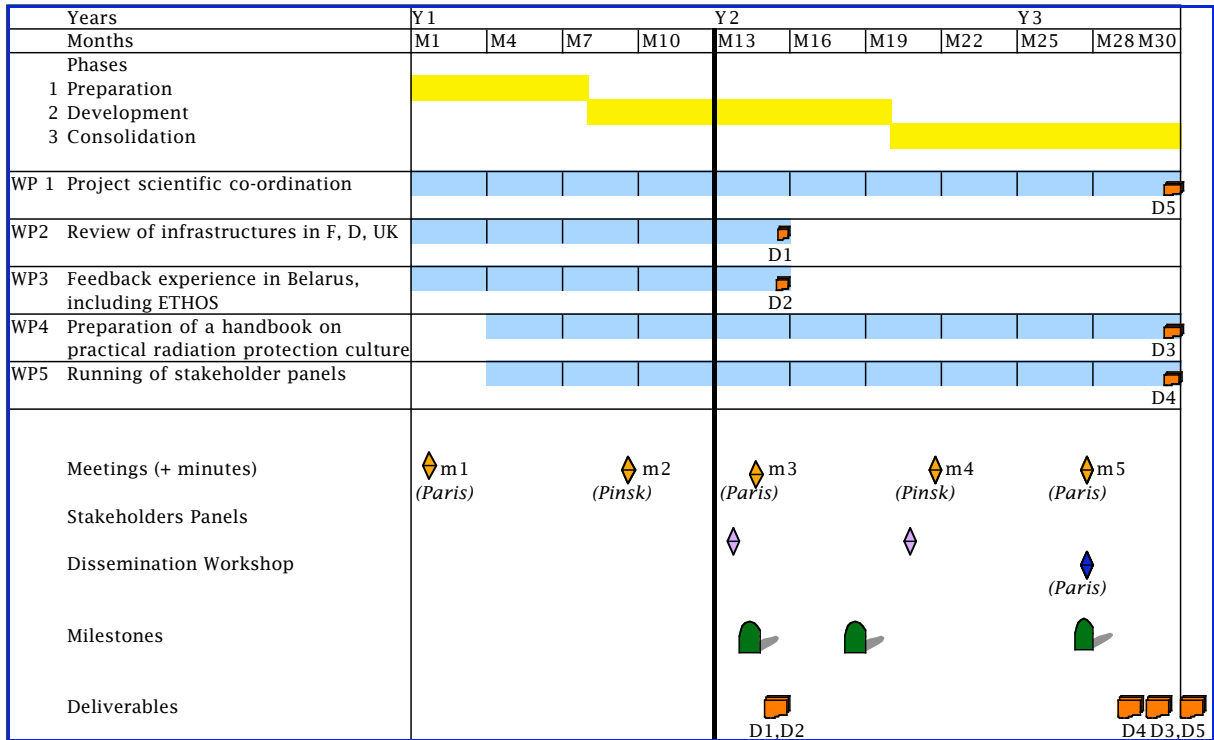 Years Y1 Y2 Y3
Months M1 M4 M7 M10 M13 M16 M19 M22 M25 M28 M30
Phases
1 Preparation
2 Development
3 Consolidation
WP 1 Project scientific co-ordination
D5
WP2 Review of infrastructures in F, D, UK
D1
WP3 Feedback experience in Belarus,
including ETHOS D2
WP4 Preparation of a handbook on
practical radiation protection culture D3
WP5 Running of stakeholder panels
D4
Meetings (+ minutes) m1 m2 m3 m4 m5
(Paris) (Pinsk) (Paris) (Pinsk) (Paris)
Stakeholders Panels
Dissemination Workshop
(Paris)
Milestones
Deliverables
D1,D2 D4 D3,D5